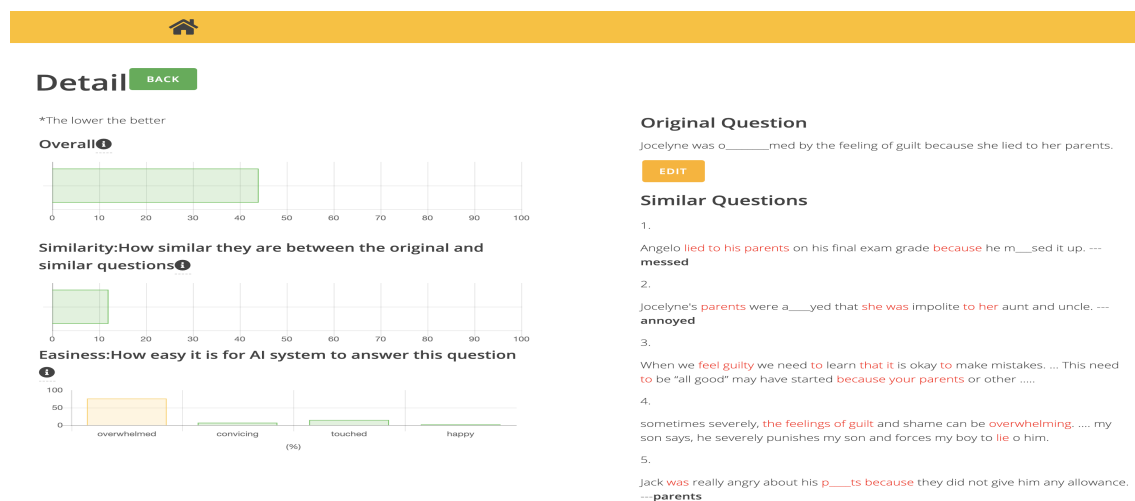 Detail BACK
*The lower the better
Overall
0 10 20 30 40 50 60 70 80 90 100
Similarity:How similar they are between the original and
similar questions
0 10 20 30 40 50 60 70 80 90 100
Easiness:How easy it is for AI system to answer this question
100
50
0
overwhelmed convicing touched happy
(%)
Original Question
Jocelyne was o_______med by the feeling of guilt because she lied to her parents.
EDIT
Similar Questions
1.
Angelo lied to his parents on his final exam grade because he m___sed it up. ---
messed
2.
Jocelyne's parents were a____yed that she was impolite to her aunt and uncle. ---
annoyed
3.
When we feel guilty we need to learn that it is okay to make mistakes. ... This need
to be “all good” may have started because your parents or other .....
4.
sometimes severely, the feelings of guilt and shame can be overwhelming. .... my
son says, he severely punishes my son and forces my boy to lie o him.
5.
Jack was really angry about his p____ts because they did not give him any allowance.
---parents